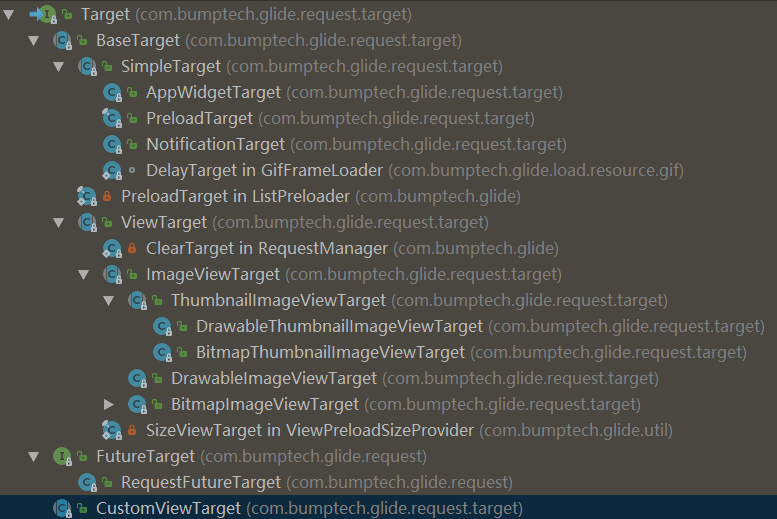 Target (com.bumptech.glide.request.target)
BaseTarget (com.bumptech.glide.request.target)
SimpleTarget (com.bumptech.glide.request.target)
AppWidgetTarget (com.bumptech.glide.request.target)
PreloadTarget (com.bumptech.glide.request.target)
NotificationTarget (com.bumptech.glide.request.target)
DelayTarget in GifFrameLoader (com.bumptech.glide.load.resource.gif)
PreloadTarget in ListPreloader (com.bumptech.glide)
ViewTarget (com.bumptech.glide.request.target)
ClearTarget in RequestManager (com.bumptech.glide)
ImageViewTarget (com.bumptech.glide.request.target)
ThumbnailImageViewTarget (com.bumptech.glide.request.target)
DrawableThumbnailImageViewTarget (com.bumptech.glide.request.target)
BitmapThumbnailImageViewTarget (com.bumptech.glide.request.target)
DrawableImageViewTarget (com.bumptech.glide.request.target)
BitmapImageViewTarget (com.bumptech.glide.request.target)
SizeViewTarget in ViewPreloadSizeProvider (com.bumptech.glide.util)
FutureTarget (com.bumptech.glide.request)
RequestFutureTarget (com.bumptech.glide.request)
CustomViewTarget (com.bumptech.glide.request.target)